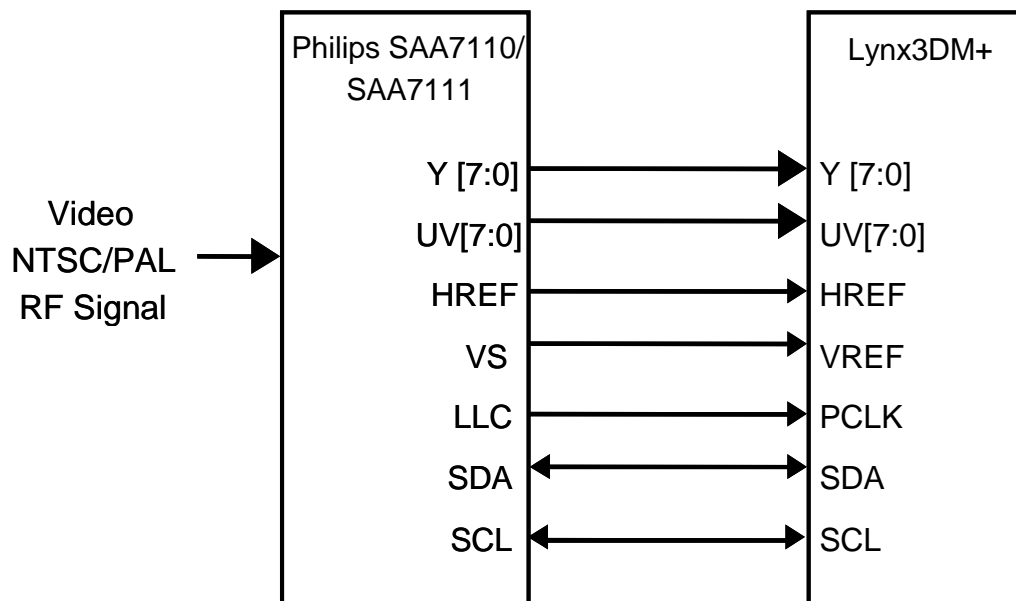 Philips SAA7110/
SAA7111
Lynx3DM+
Video
NTSC/PAL
RF Signal
Y [7:0]
UV[7:0]
HREF
VS
LLC
SDA
SCL
Y [7:0]
UV[7:0]
HREF
VREF
PCLK
SDA
SCL